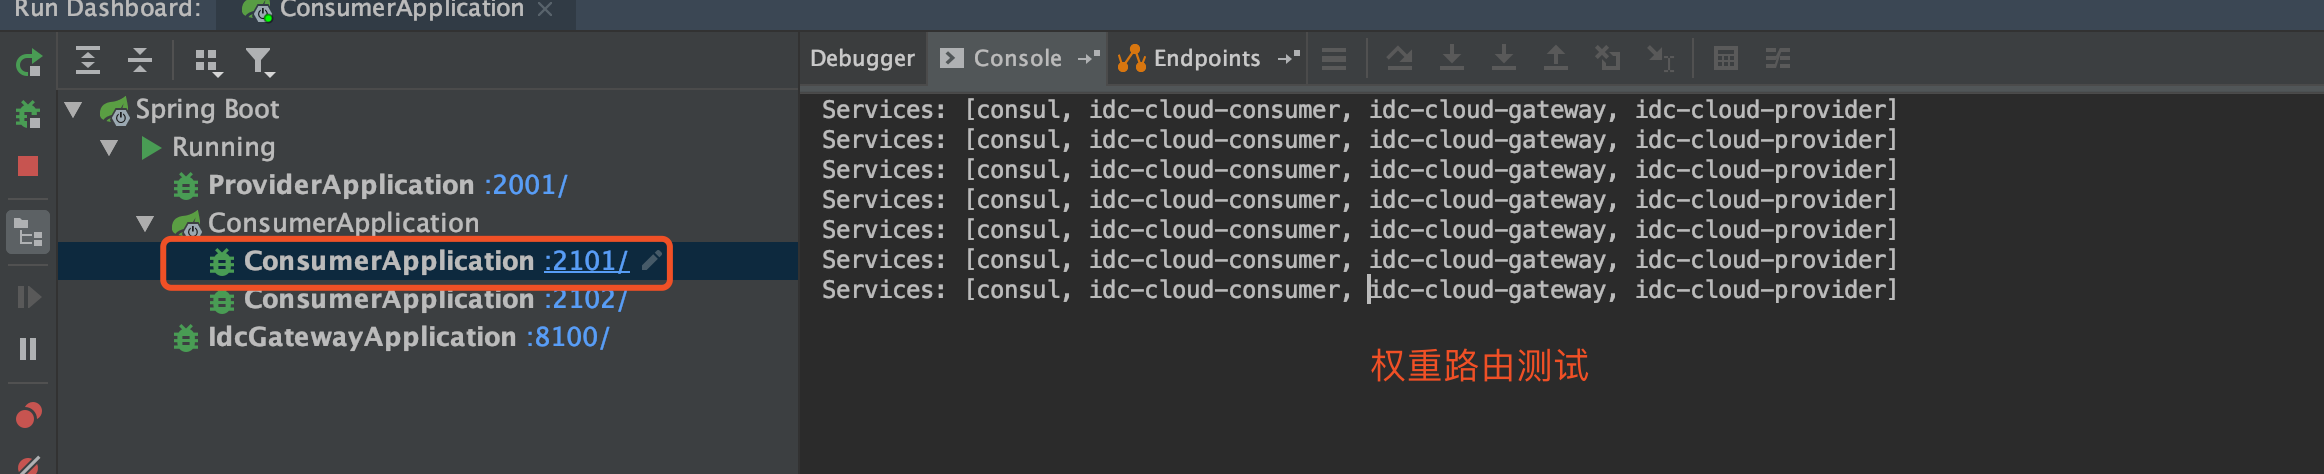 Run Dashboard:
ConsumerApplication
Debugger
Console
Endpoints
Spring Boot
Running
ProviderApplication :2001/
ConsumerApplication
ConsumerApplication :2101/
ConsumerApplication :2102/
IdcGatewayApplication :8100/
Services: [consul, idc-cloud-consumer, idc-cloud-gateway, idc-cloud-provider]
Services: [consul, idc-cloud-consumer, idc-cloud-gateway, idc-cloud-provider]
Services: [consul, idc-cloud-consumer, idc-cloud-gateway, idc-cloud-provider]
Services: [consul, idc-cloud-consumer, idc-cloud-gateway, idc-cloud-provider]
Services: [consul, idc-cloud-consumer, idc-cloud-gateway, idc-cloud-provider]
Services: [consul, idc-cloud-consumer, idc-cloud-gateway, idc-cloud-provider]
Services: [consul, idc-cloud-consumer, idc-cloud-gateway, idc-cloud-provider]
权重路由测试